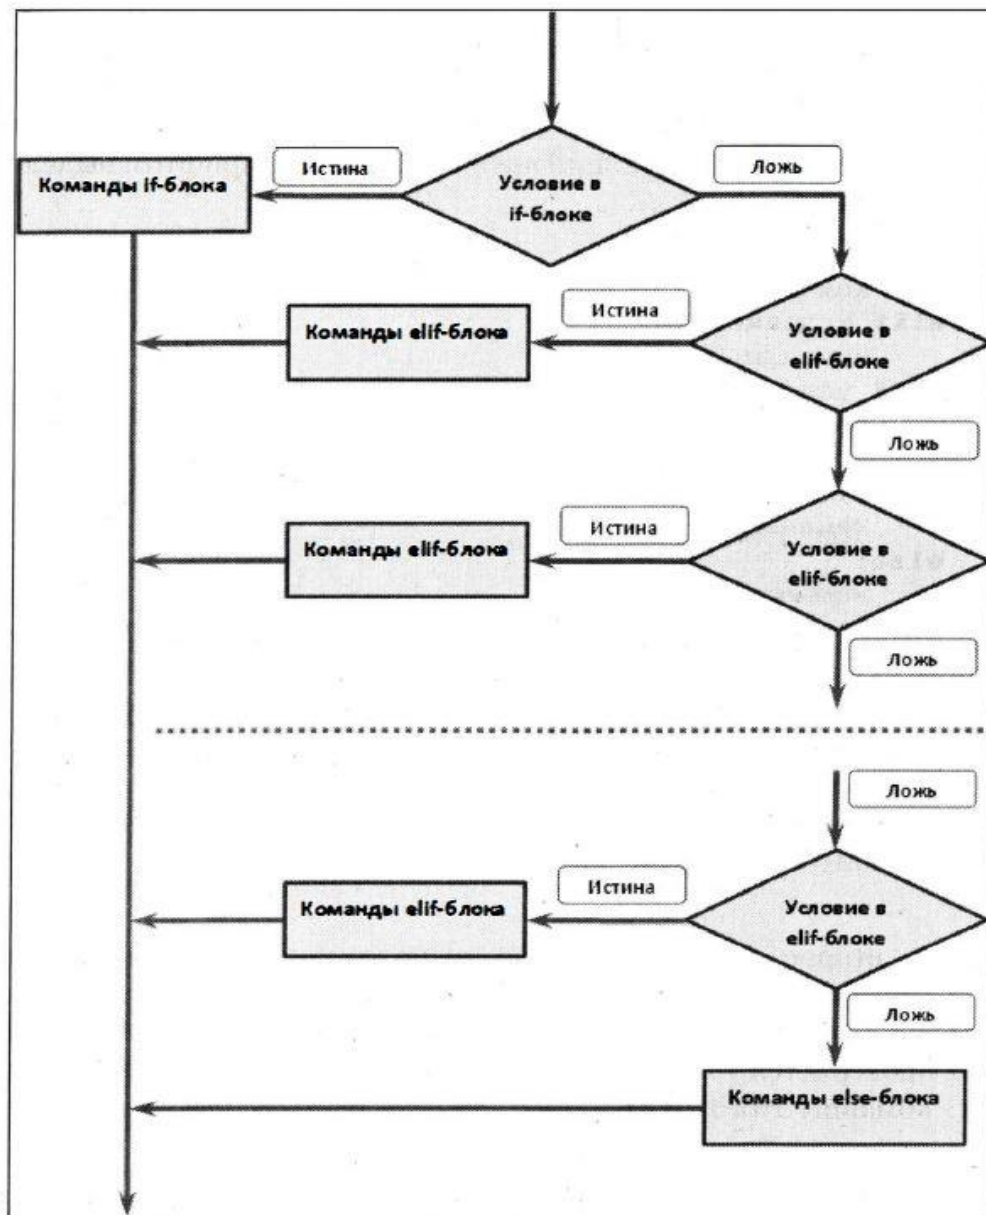 Истина
Ложь
Команды if-блока
Условие в
if-блоке
Истина
Команды elif-блока
Условие в
elif-блоке
Ложь
Истина
Команды elif-блока
Условие в
elif-блоке
Ложь
Ложь
Истина
Команды elif-блока
Условие в
elif-блоке
Ложь
Команды else-блока